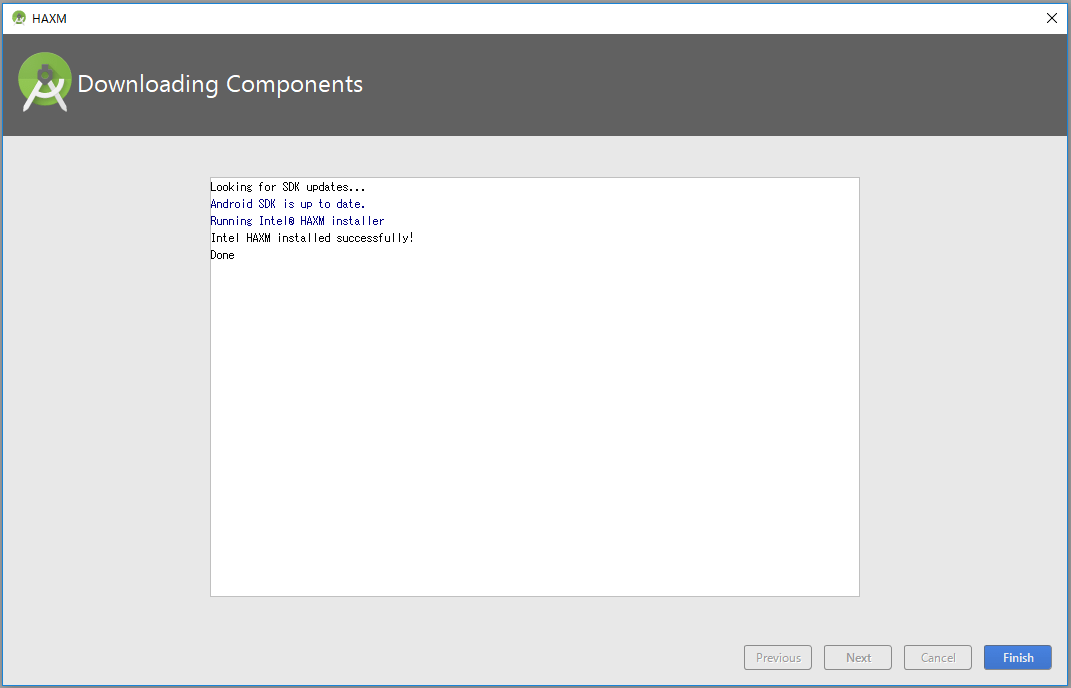 HAXM
Downloading Components
Looking for SDK updates...
Android SDK is up to date.
Running Intel® HAXM installer
Intel HAXM installed successfully!
Done
Previous
Next
Cancel
Finish